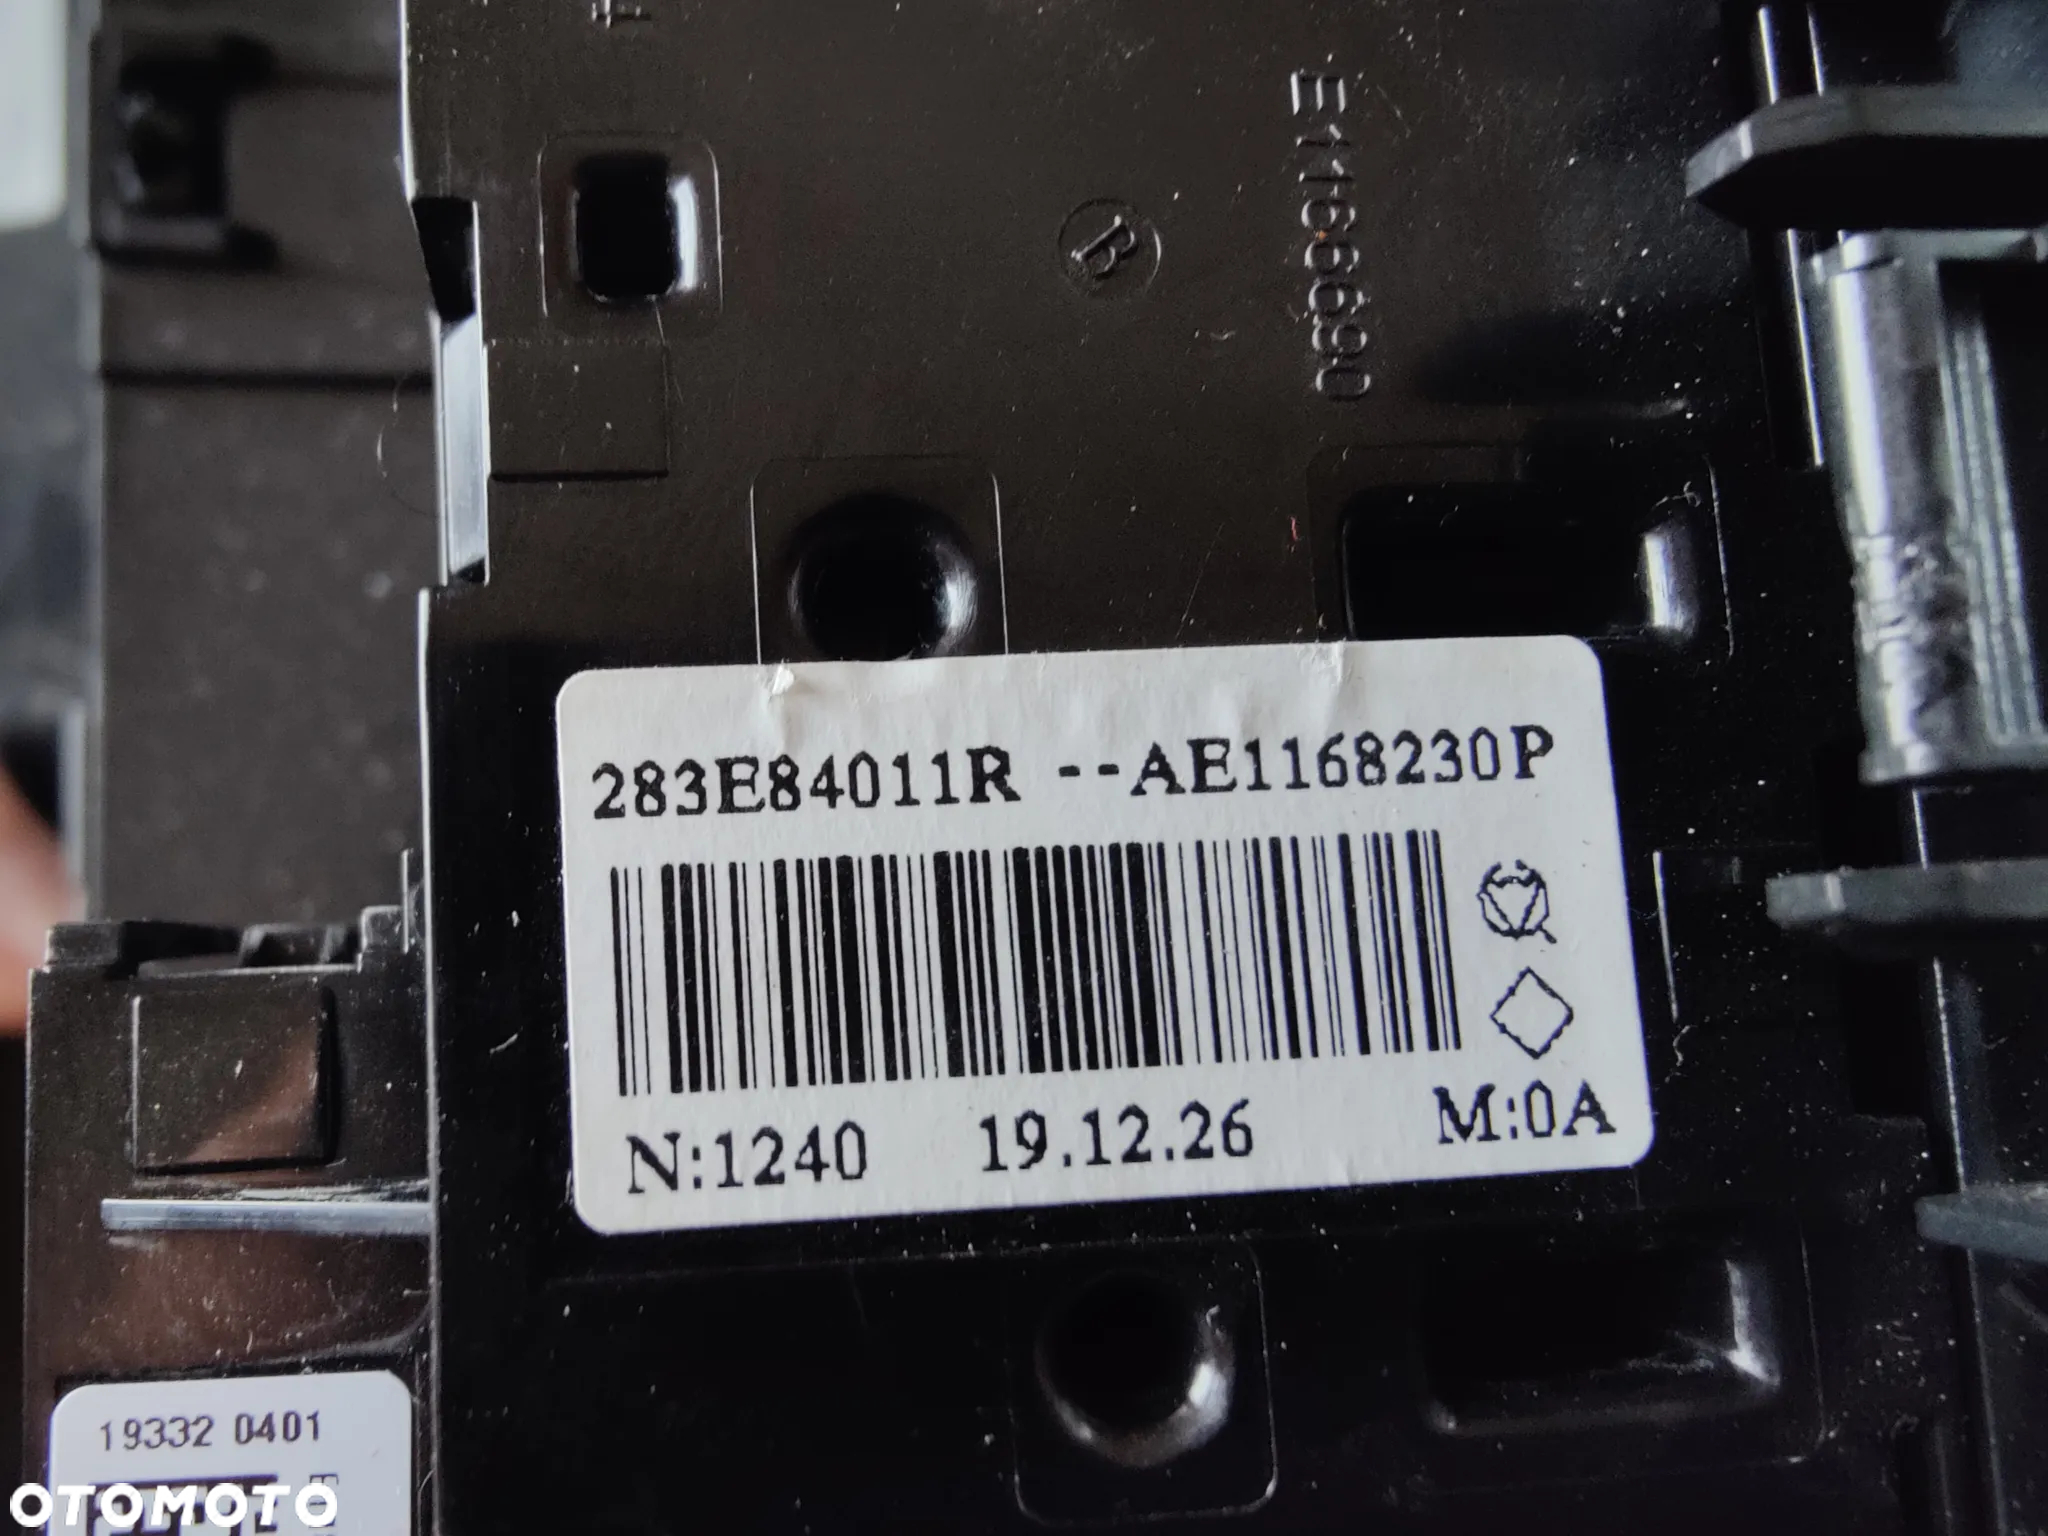 E1166690
283E84011R --AE1168230P
N:1240 19.12.26 M:0A
19332 0401
OTOMOTO